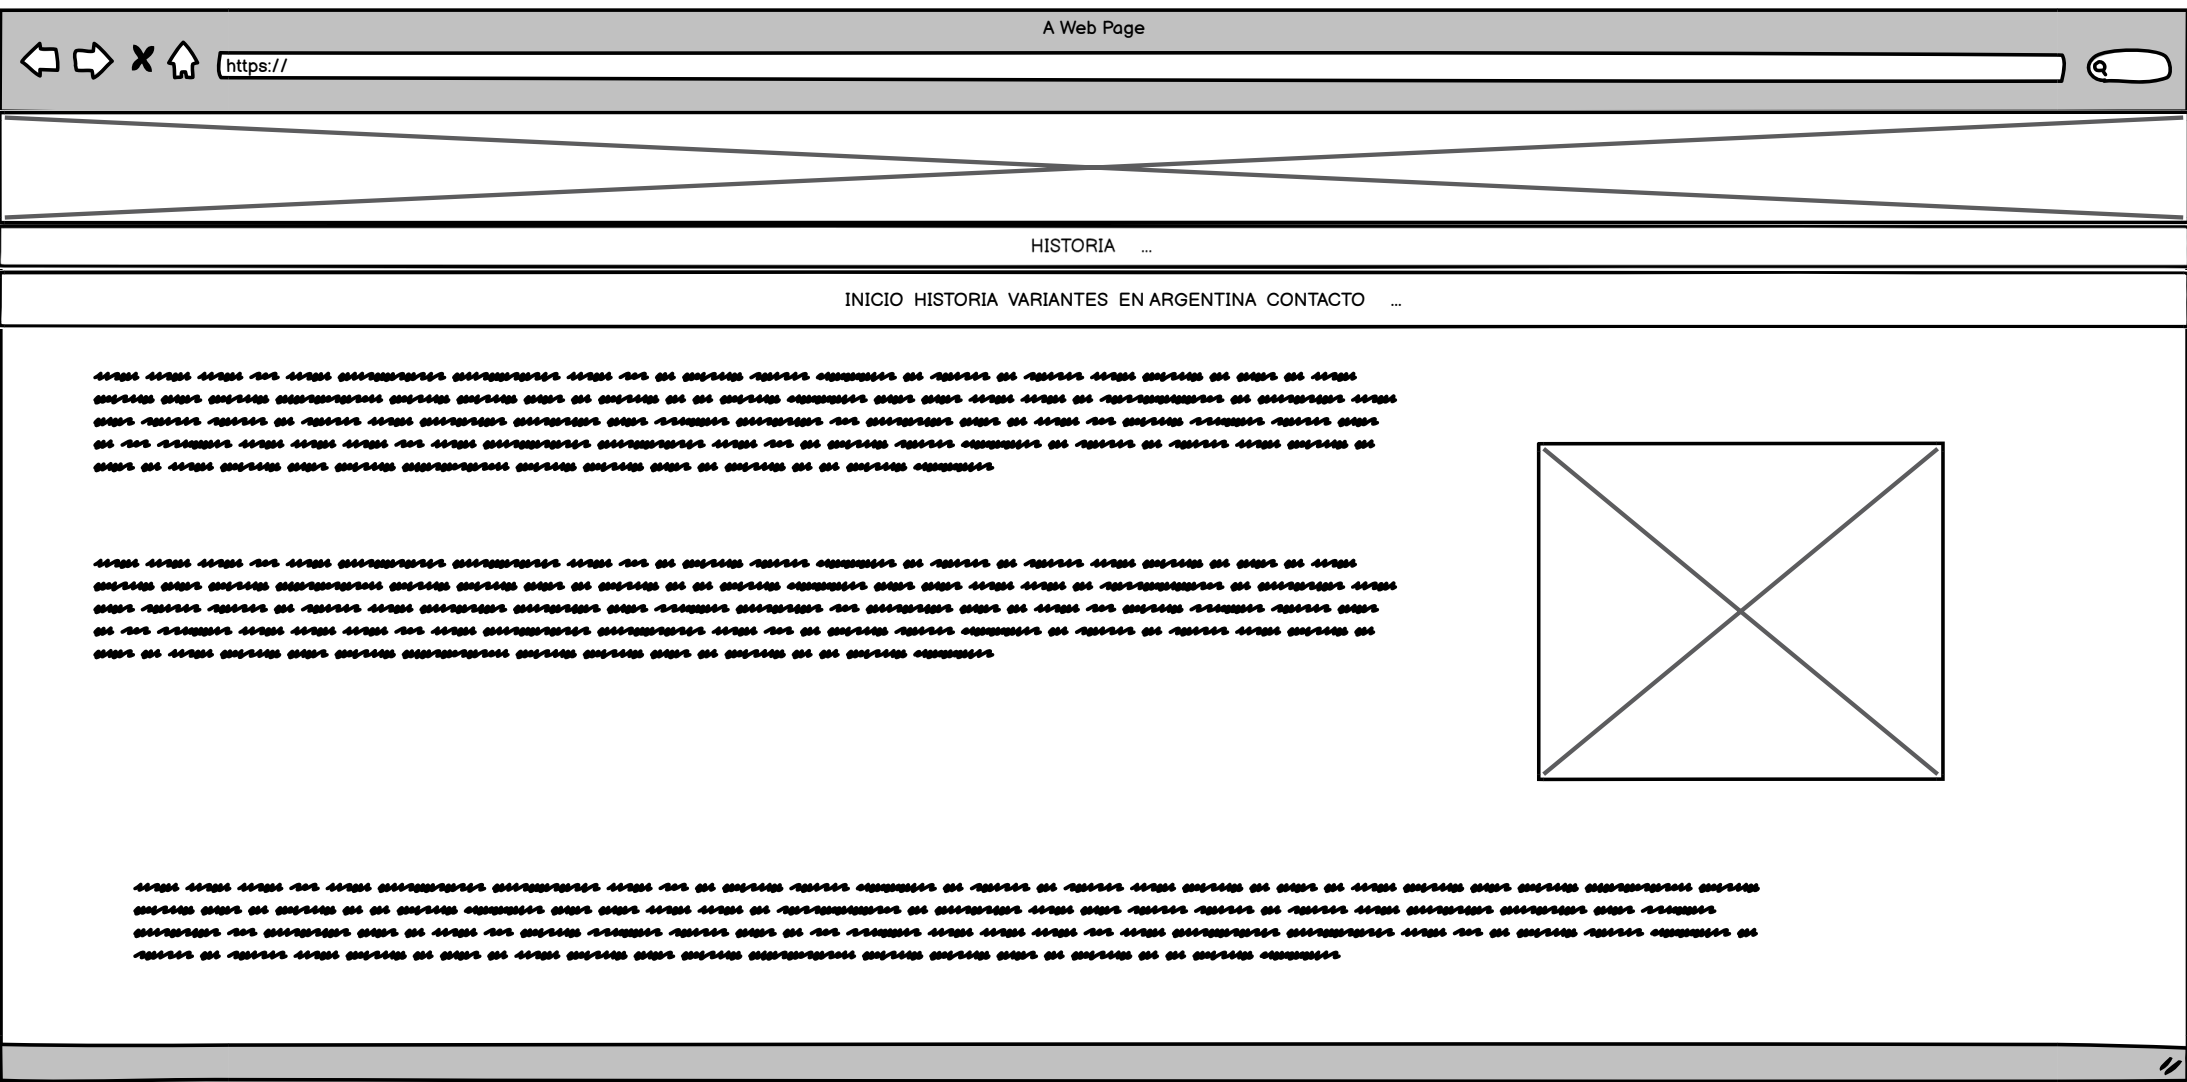 A Web Page
https://
HISTORIA ...
INICIO HISTORIA VARIANTES EN ARGENTINA CONTACTO ...